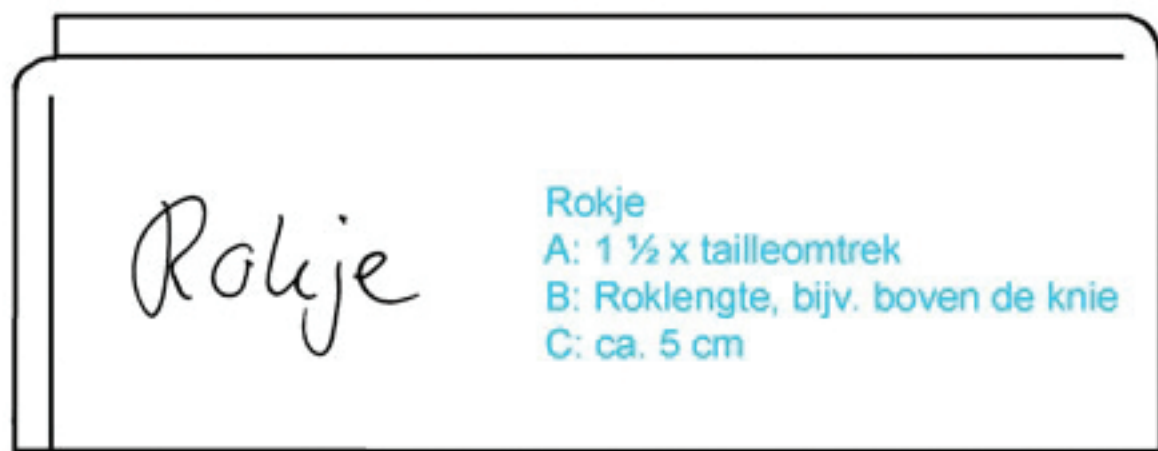 Rokje
Rokje
A: 1 ½ x tailleomtrek
B: Roklengte, bijv. boven de knie
C: ca. 5 cm